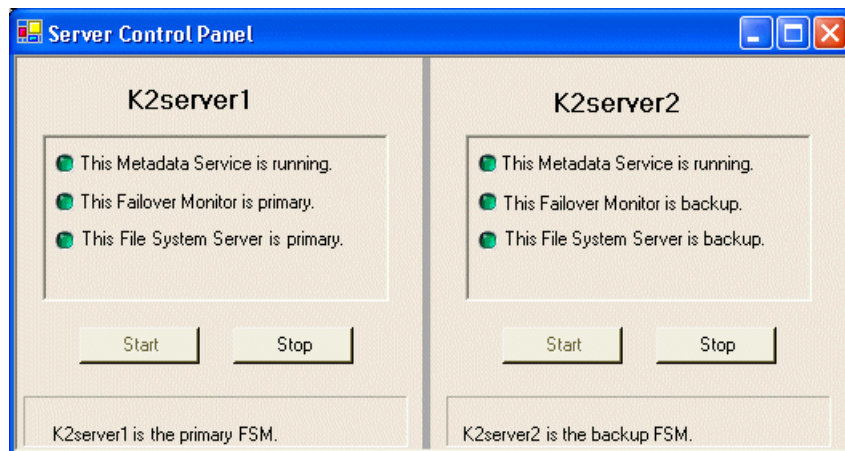 Server Control Panel
K2server1
This Metadata Service is running.
This Failover Monitor is primary.
This File System Server is primary.
Start
Stop
K2server1 is the primary FSM.
K2server2
This Metadata Service is running.
This Failover Monitor is backup.
This File System Server is backup.
Start
Stop
K2server2 is the backup FSM.